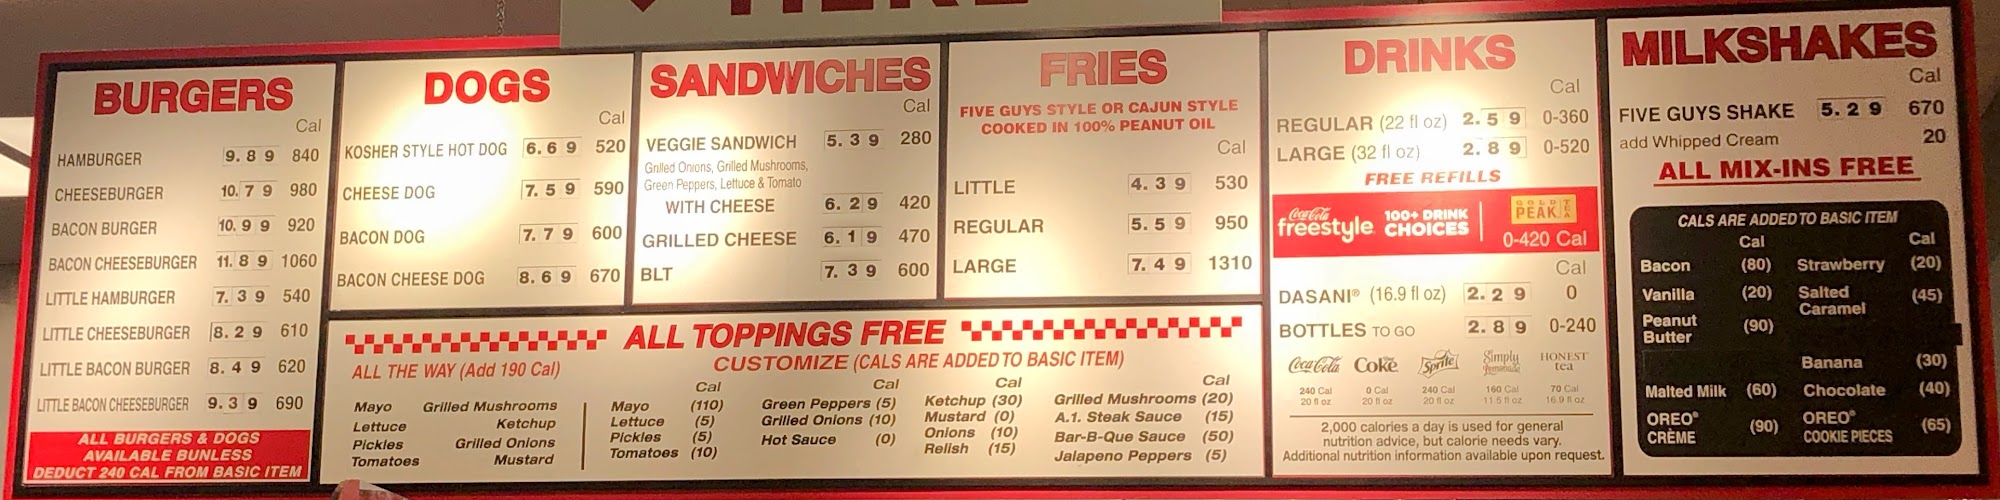 HERE
BURGERS
Cal
HAMBURGER 9.89 840
CHEESEBURGER 10.79 980
BACON BURGER 10.99 920
BACON CHEESEBURGER 11.89 1060
LITTLE HAMBURGER 7.39 540
LITTLE CHEESEBURGER 8.29 610
LITTLE BACON BURGER 8.49 620
LITTLE BACON CHEESEBURGER 9.39 690
ALL BURGERS & DOGS
AVAILABLE BUNLESS
DEDUCT 240 CAL FROM BASIC ITEM
DOGS
Cal
KOSHER STYLE HOT DOG 6.69 520
CHEESE DOG 7.59 590
BACON DOG 7.79 600
BACON CHEESE DOG 8.69 670
SANDWICHES
Cal
VEGGIE SANDWICH 5.39 280
Grilled Onions, Grilled Mushrooms,
Green Peppers, Lettuce & Tomato
WITH CHEESE 6.29 420
GRILLED CHEESE 6.19 470
BLT 7.39 600
FRIES
FIVE GUYS STYLE OR CAJUN STYLE
COOKED IN 100% PEANUT OIL
Cal
LITTLE 4.39 530
REGULAR 5.59 950
LARGE 7.49 1310
ALL TOPPINGS FREE
ALL THE WAY (Add 190 Cal)
Mayo Grilled Mushrooms
Lettuce Ketchup
Pickles Grilled Onions
Tomatoes Mustard
CUSTOMIZE (CALS ARE ADDED TO BASIC ITEM)
Cal Cal Cal Cal
Mayo (110) Green Peppers (5) Ketchup (30) Grilled Mushrooms (20)
Lettuce (5) Grilled Onions (10) Mustard (0) A.1. Steak Sauce (15)
Pickles (5) Hot Sauce (0) Onions (10) Bar-B-Que Sauce (50)
Tomatoes (10) Relish (15) Jalapeno Peppers (5)
DRINKS
Cal
REGULAR (22 fl oz) 2.59 0-360
LARGE (32 fl oz) 2.89 0-520
FREE REFILLS
Coca-Cola freestyle 100+ DRINK CHOICES
GOLD PEAK TEA
0-420 Cal
Cal
DASANI® (16.9 fl oz) 2.29 0
BOTTLES TO GO 2.89 0-240
Coca-Cola Coke Sprite Simply Lemonade HONEST tea
240 Cal 0 Cal 240 Cal 160 Cal 70 Cal
20 fl oz 20 fl oz 20 fl oz 11.5 fl oz 16.9 fl oz
2,000 calories a day is used for general
nutrition advice, but calorie needs vary.
Additional nutrition information available upon request.
MILKSHAKES
Cal
FIVE GUYS SHAKE 5.29 670
add Whipped Cream 20
ALL MIX-INS FREE
CALS ARE ADDED TO BASIC ITEM
Cal Cal
Bacon (80) Strawberry (20)
Vanilla (20) Salted Caramel (45)
Peanut Butter (90)
Banana (30)
Malted Milk (60) Chocolate (40)
OREO® CRÈME (90) OREO® COOKIE PIECES (65)